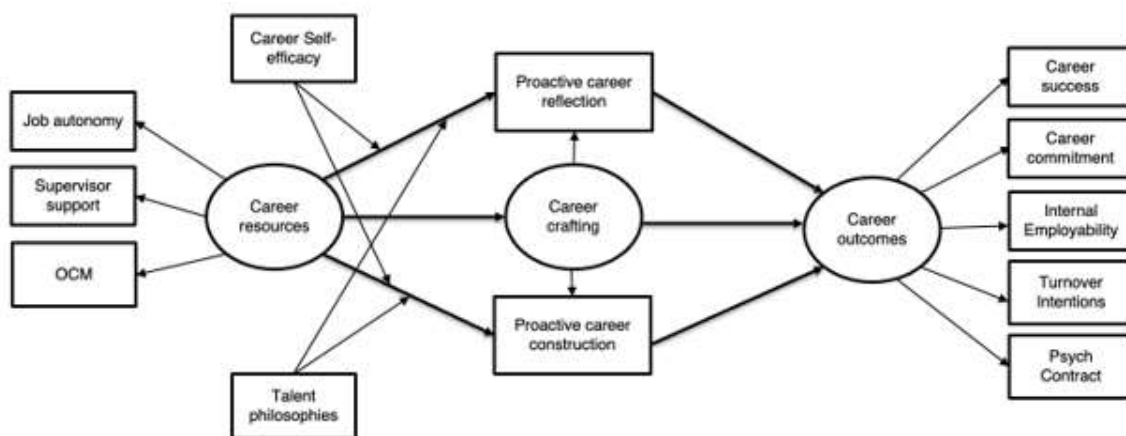 Career Self-
efficacy
Job autonomy
Supervisor
support
OCM
Career
resources
Talent
philosophies
Proactive career
reflection
Career
crafting
Proactive career
construction
Career
outcomes
Career
success
Career
commitment
Internal
Employability
Turnover
Intentions
Psych
Contract